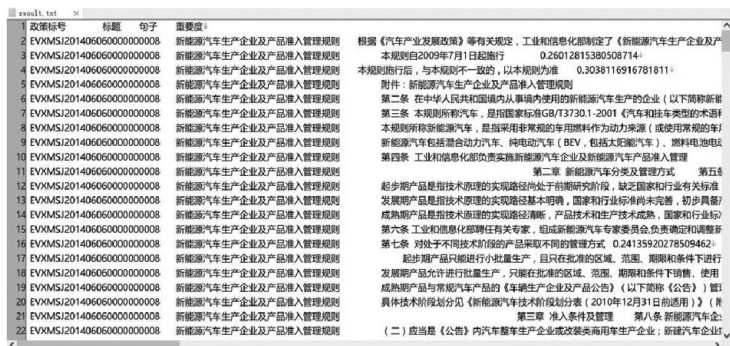 result.txt
1 政策标号 标题 句子 重要度
2 EVXMSJ201406060000000008 新能源汽车生产企业及产品准入管理规则 根据《汽车产业发展政策》等有关规定，工业和信息化部制定了《新能源汽车生产企业及产
3 EVXMSJ201406060000000008 新能源汽车生产企业及产品准入管理规则 本规则自2009年7月1日起施行 0.26012815380508714
4 EVXMSJ201406060000000008 新能源汽车生产企业及产品准入管理规则 本规则施行后，与本规则不一致的，以本规则为准 0.3038116916781811
5 EVXMSJ201406060000000008 新能源汽车生产企业及产品准入管理规则 附件：新能源汽车生产企业及产品准入管理规则
6 EVXMSJ201406060000000008 新能源汽车生产企业及产品准入管理规则 第二条 在中华人民共和国境内从事境内使用的新能源汽车生产的企业（以下简称新能
7 EVXMSJ201406060000000008 新能源汽车生产企业及产品准入管理规则 第三条 本规则所称汽车，是指国家标准GB/T3730.1-2001《汽车和挂车类型的术语和
8 EVXMSJ201406060000000008 新能源汽车生产企业及产品准入管理规则 本规则所称新能源汽车，是指采用非常规的车用燃料作为动力来源（或使用常规的车用
9 EVXMSJ201406060000000008 新能源汽车生产企业及产品准入管理规则 新能源汽车包括混合动力汽车、纯电动汽车（BEV，包括太阳能汽车）、燃料电池电动
10 EVXMSJ201406060000000008 新能源汽车生产企业及产品准入管理规则 第四条 工业和信息化部负责实施新能源汽车企业及新能源汽车产品准入管理
11 EVXMSJ201406060000000008 新能源汽车生产企业及产品准入管理规则 第二章 新能源汽车分类及管理方式 第五条
12 EVXMSJ201406060000000008 新能源汽车生产企业及产品准入管理规则 起步期产品是指技术原理的实现路径尚处于前期研究阶段，缺乏国家和行业有关标准
13 EVXMSJ201406060000000008 新能源汽车生产企业及产品准入管理规则 发展期产品是指技术原理的实现路径基本明确，国家和行业标准尚未完善，初步具备产
14 EVXMSJ201406060000000008 新能源汽车生产企业及产品准入管理规则 成熟期产品是指技术原理的实现路径清晰，产品技术和生产技术成熟，国家和行业标
15 EVXMSJ201406060000000008 新能源汽车生产企业及产品准入管理规则 第六条 工业和信息化部聘任有关专家，组成新能源汽车专家委员会,负责确定和调整新
16 EVXMSJ201406060000000008 新能源汽车生产企业及产品准入管理规则 第七条 对处于不同技术阶段的产品采取不同的管理方式 0.24135920278509462
17 EVXMSJ201406060000000008 新能源汽车生产企业及产品准入管理规则 起步期产品只能进行小批量生产，且只在批准的区域、范围、期限和条件下进行
18 EVXMSJ201406060000000008 新能源汽车生产企业及产品准入管理规则 发展期产品允许进行批量生产，只能在批准的区域、范围、期限和条件下销售、使用
19 EVXMSJ201406060000000008 新能源汽车生产企业及产品准入管理规则 成熟期产品与常规汽车产品的《车辆生产企业及产品公告》（以下简称《公告》）管
20 EVXMSJ201406060000000008 新能源汽车生产企业及产品准入管理规则 具体技术阶段划分见《新能源汽车技术阶段划分表（2010年12月31日前适用）》（附
21 EVXMSJ201406060000000008 新能源汽车生产企业及产品准入管理规则 第三章 准入条件及管理 第八条 新能源汽车企
22 EVXMSJ201406060000000008 新能源汽车生产企业及产品准入管理规则 （二）应当是《公告》内汽车整车生产企业或改装类商用车生产企业；新建汽车企业